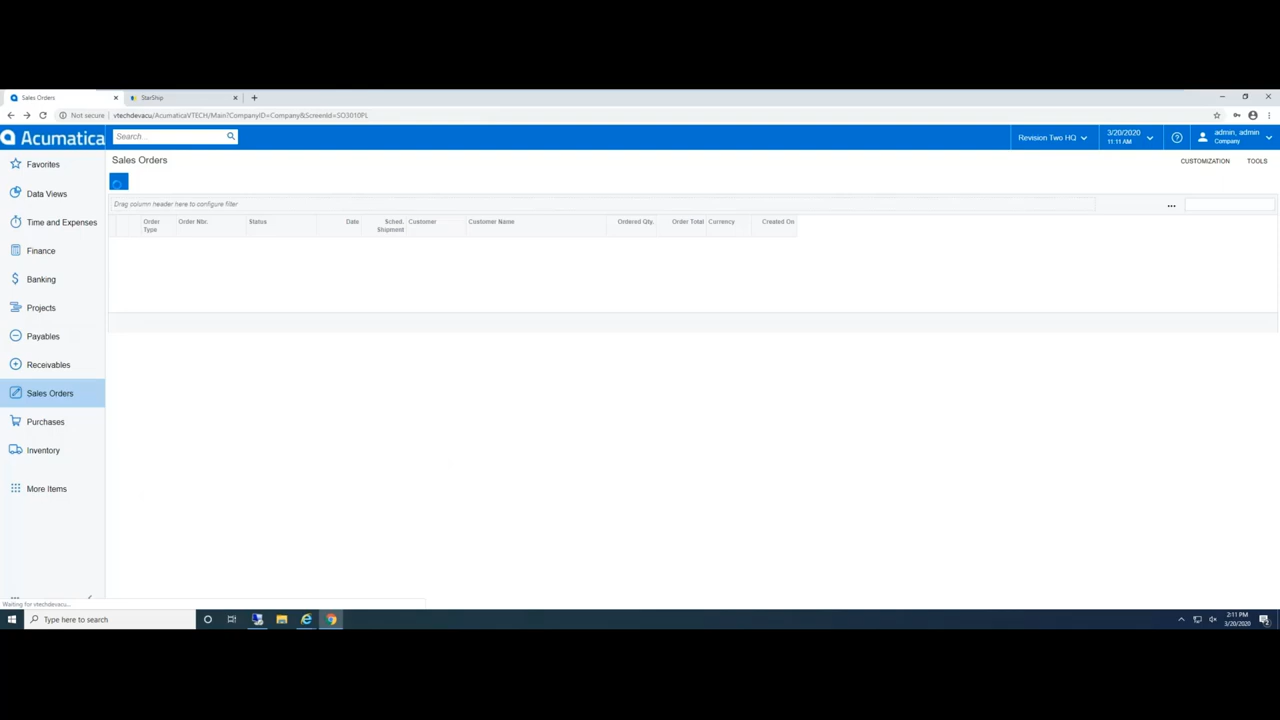 Sales Orders
StarShip
Not secure
vtechdevacu/AcumaticaVTECH/Main?CompanyID=Company&ScreenId=SO3010PL
Acumatica
Search...
Revision Two HQ
3/20/2020
11:11 AM
admin, admin
Company
Favorites
Data Views
Time and Expenses
Finance
Banking
Projects
Payables
Receivables
Sales Orders
Purchases
Inventory
More Items
Sales Orders
CUSTOMIZATION
TOOLS
Drag column header here to configure filter
Order Type
Order Nbr.
Status
Date
Sched. Shipment
Customer
Customer Name
Ordered Qty.
Order Total
Currency
Created On
Waiting for vtechdevacu...
Type here to search
2:11 PM
3/20/2020